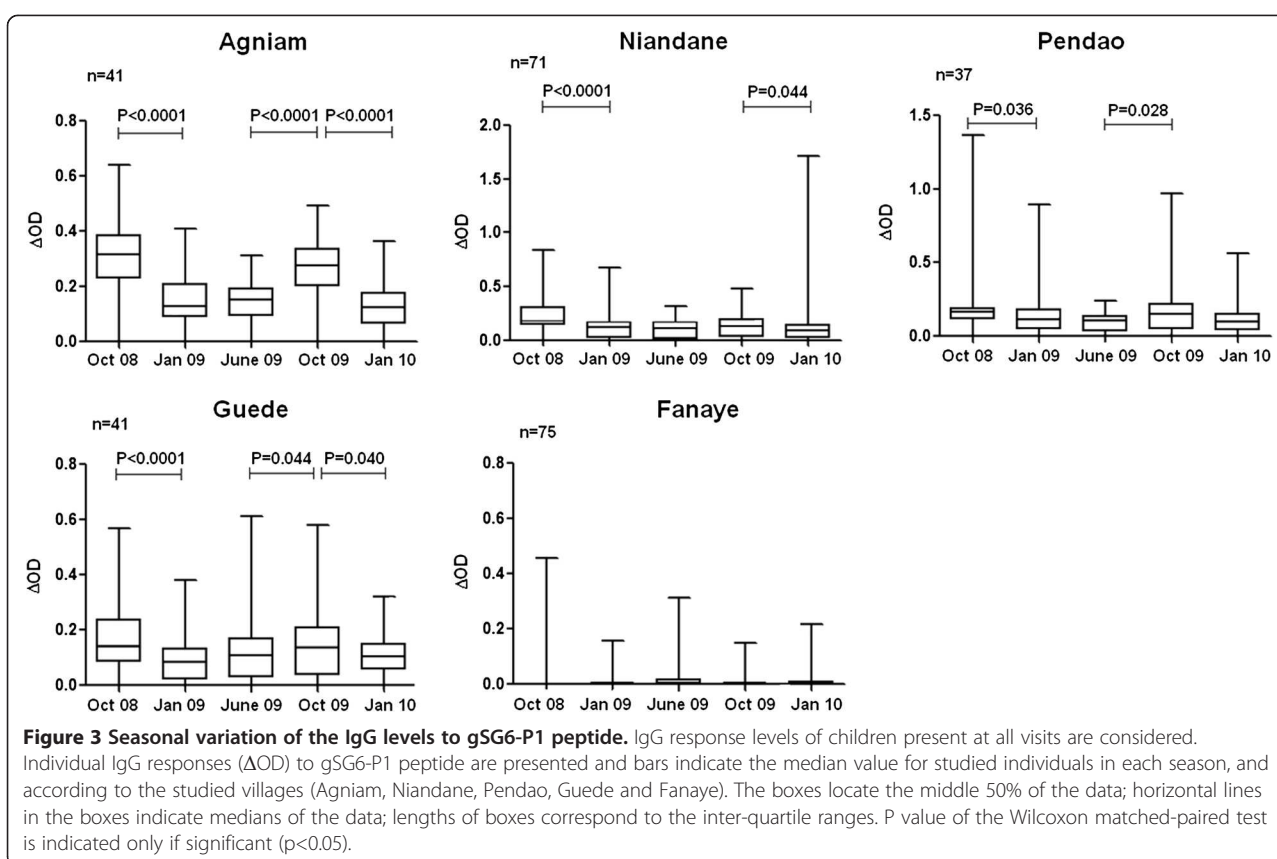 Agniam
n=41
P<0.0001
P<0.0001 P<0.0001
0.8
0.6
0.4
0.2
0.0
ΔOD
Oct 08 Jan 09 June 09 Oct 09 Jan 10
Niandane
n=71
P<0.0001
P=0.044
2.0
1.5
1.0
0.5
0.0
ΔOD
Oct 08 Jan 09 June 09 Oct 09 Jan 10
Pendao
n=37
P=0.036
P=0.028
1.5
1.0
0.5
0.0
ΔOD
Oct 08 Jan 09 June 09 Oct 09 Jan 10
Guede
n=41
P<0.0001
P=0.044 P=0.040
0.8
0.6
0.4
0.2
0.0
ΔOD
Oct 08 Jan 09 June 09 Oct 09 Jan 10
Fanaye
n=75
0.8
0.6
0.4
0.2
0.0
ΔOD
Oct 08 Jan 09 June 09 Oct 09 Jan 10
Figure 3 Seasonal variation of the IgG levels to gSG6-P1 peptide. IgG response levels of children present at all visits are considered.
Individual IgG responses (ΔOD) to gSG6-P1 peptide are presented and bars indicate the median value for studied individuals in each season, and
according to the studied villages (Agniam, Niandane, Pendao, Guede and Fanaye). The boxes locate the middle 50% of the data; horizontal lines
in the boxes indicate medians of the data; lengths of boxes correspond to the inter-quartile ranges. P value of the Wilcoxon matched-paired test
is indicated only if significant (p<0.05).